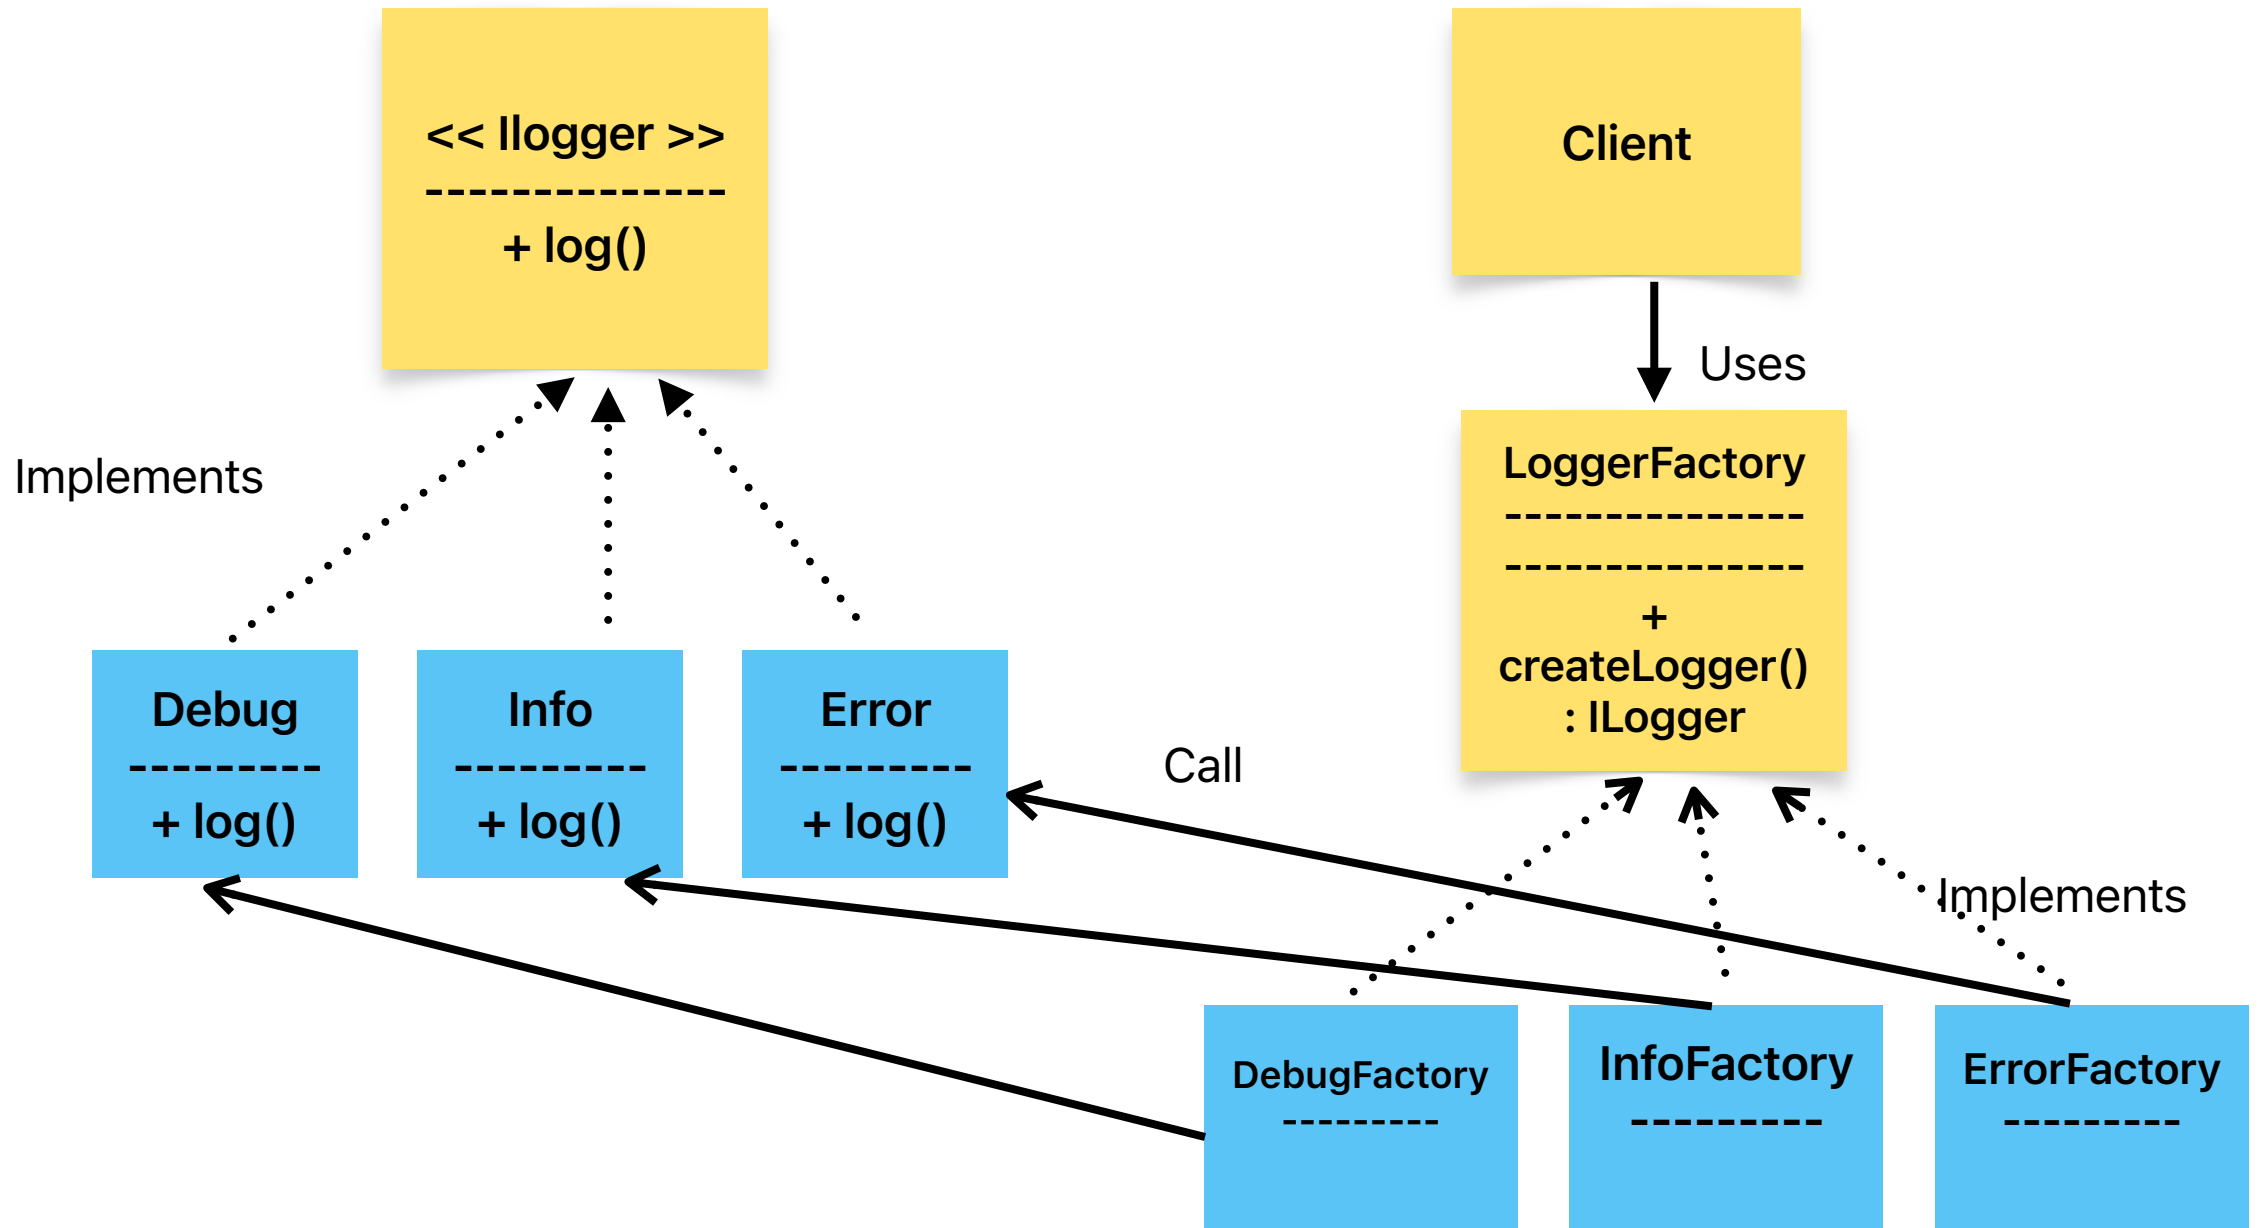 << Ilogger >>
--------------
+ log()
Client
Uses
Implements
LoggerFactory
---------------
---------------
+
createLogger()
: ILogger
Debug
---------
+ log()
Info
---------
+ log()
Error
---------
+ log()
Call
Implements
DebugFactory
---------
InfoFactory
---------
ErrorFactory
---------